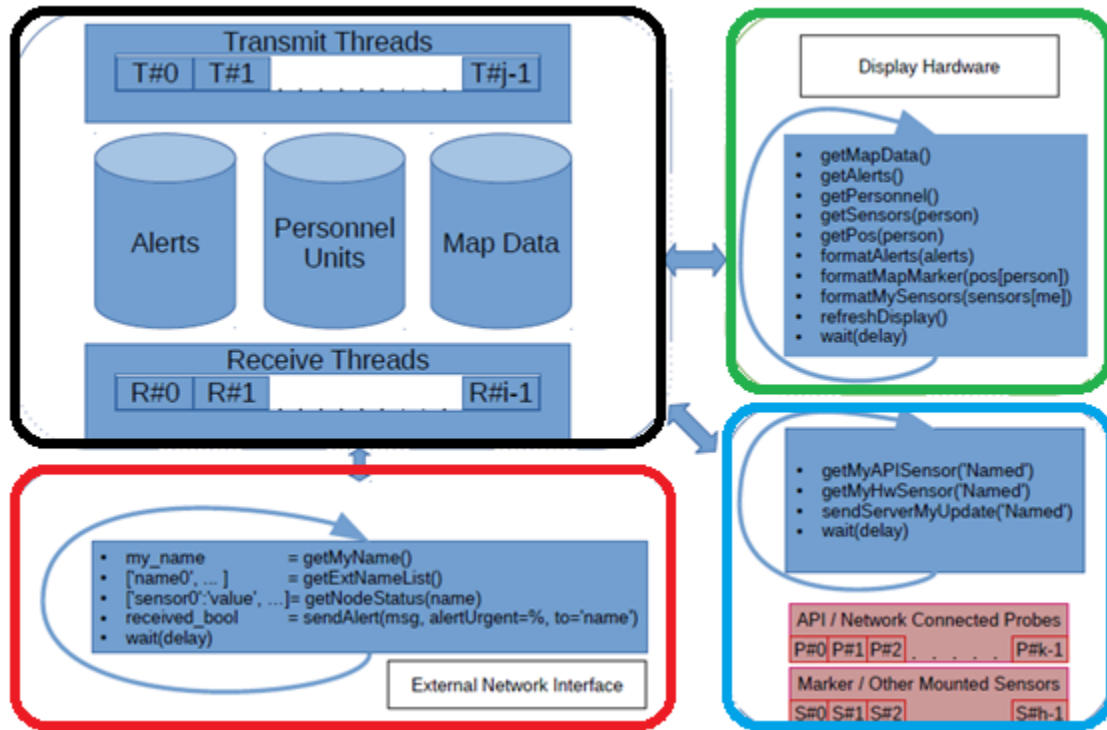 Transmit Threads
T#0 T#1 . . . . . . . . . . T#j-1
Alerts
Personnel
Units
Map Data
Receive Threads
R#0 R#1 . . . . . . . . . . R#i-1
Display Hardware
• getMapData()
• getAlerts()
• getPersonnel()
• getSensors(person)
• getPos(person)
• formatAlerts(alerts)
• formatMapMarker(pos[person])
• formatMySensors(sensors[me])
• refreshDisplay()
• wait(delay)
• my_name = getMyName()
• ['name0', ... ] = getExtNameList()
• ['sensor0':'value', ...]= getNodeStatus(name)
• received_bool = sendAlert(msg, alertUrgent=%, to='name')
• wait(delay)
External Network Interface
• getMyAPISensor('Named')
• getMyHwSensor('Named')
• sendServerMyUpdate('Named')
• wait(delay)
API / Network Connected Probes
P#0 P#1 P#2 . . . . . P#k-1
Marker / Other Mounted Sensors
S#0 S#1 S#2 S#h-1